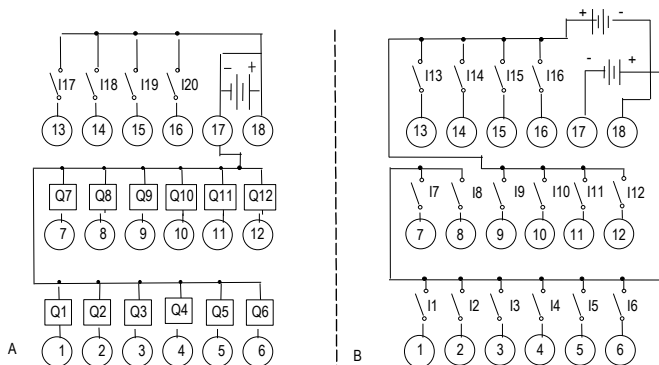 + -
- + - +
I17 I18 I19 I20 I13 I14 I15 I16
13 14 15 16 17 18 13 14 15 16 17 18
Q7 Q8 Q9 Q10 Q11 Q12 I7 I8 I9 I10 I11 I12
7 8 9 10 11 12 7 8 9 10 11 12
Q1 Q2 Q3 Q4 Q5 Q6 I1 I2 I3 I4 I5 I6
A 1 2 3 4 5 6 B 1 2 3 4 5 6